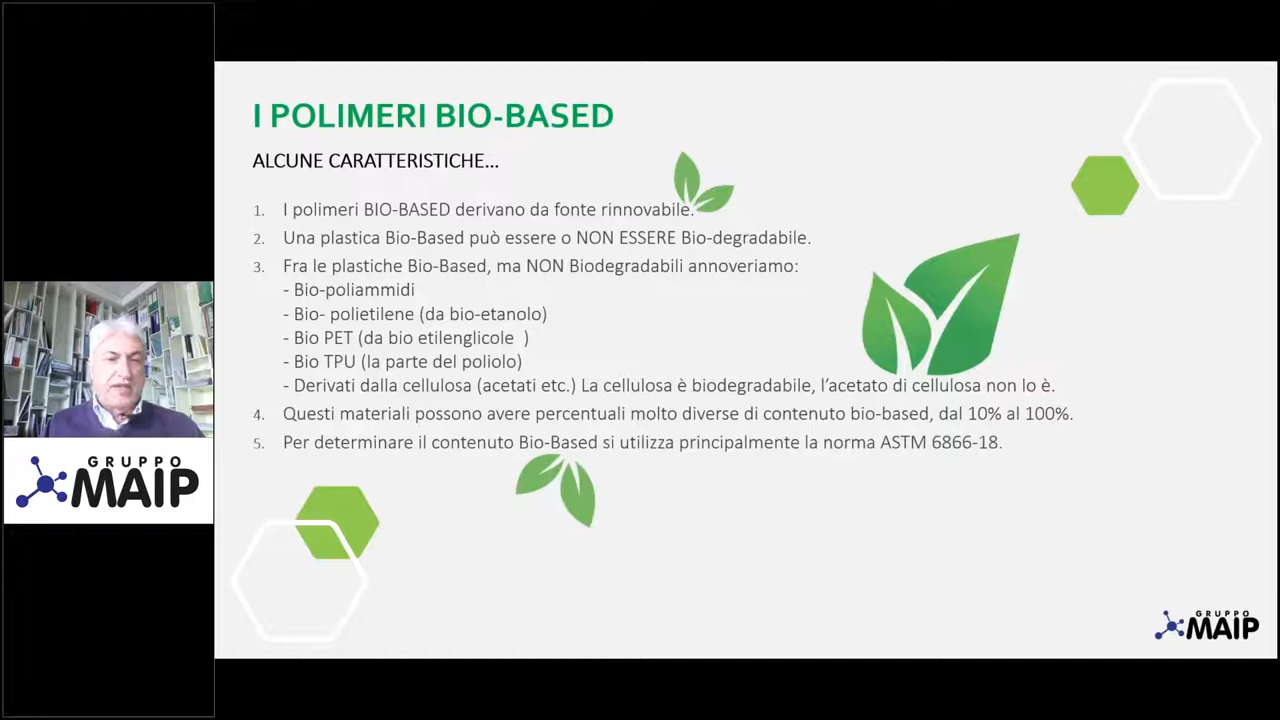 I POLIMERI BIO-BASED
ALCUNE CARATTERISTICHE...
1. I polimeri BIO-BASED derivano da fonte rinnovabile.
2. Una plastica Bio-Based può essere o NON ESSERE Bio-degradabile.
3. Fra le plastiche Bio-Based, ma NON Biodegradabili annoveriamo:
- Bio-poliammidi
- Bio- polietilene (da bio-etanolo)
- Bio PET (da bio etilenglicole )
- Bio TPU (la parte del poliolo)
- Derivati dalla cellulosa (acetati etc.) La cellulosa è biodegradabile, l’acetato di cellulosa non lo è.
4. Questi materiali possono avere percentuali molto diverse di contenuto bio-based, dal 10% al 100%.
5. Per determinare il contenuto Bio-Based si utilizza principalmente la norma ASTM 6866-18.
GRUPPO
MAIP
GRUPPO
MAIP